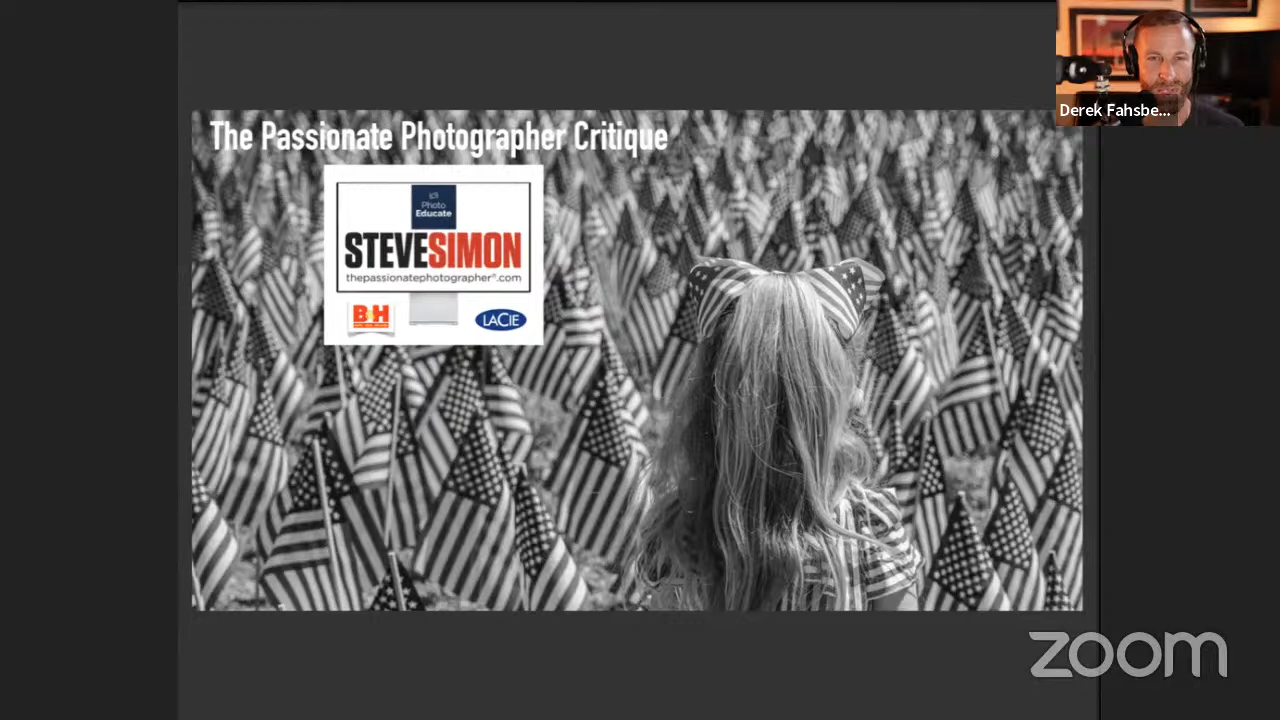 Derek Fahsbe...
The Passionate Photographer Critique
Photo
Educate
STEVESIMON
thepassionatephotographer®.com
B&H
LACIE
zoom